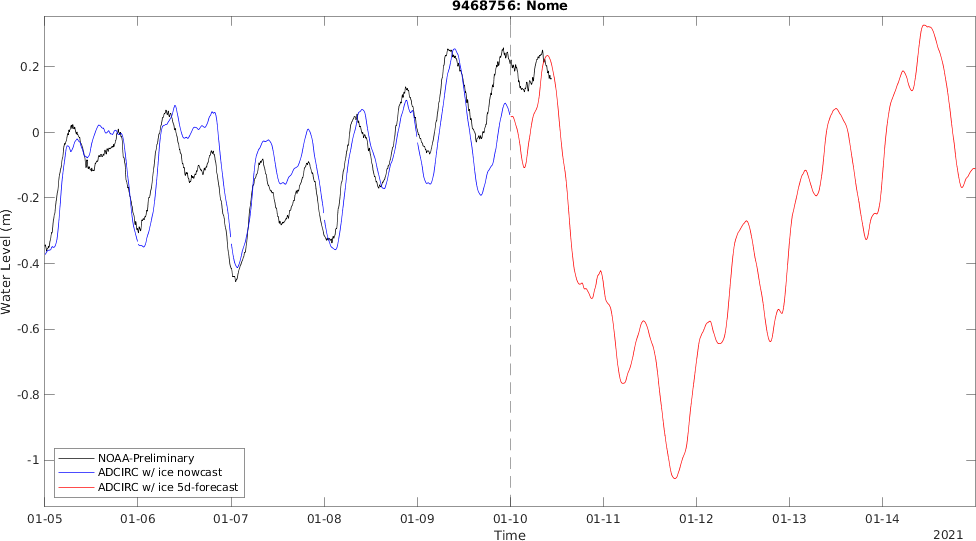 9468756: Nome
0.2
0
-0.2
-0.4
-0.6
-0.8
-1
Water Level (m)
NOAA-Preliminary
ADCIRC w/ ice nowcast
ADCIRC w/ ice 5d-forecast
01-05 01-06 01-07 01-08 01-09 01-10 01-11 01-12 01-13 01-14
Time
2021